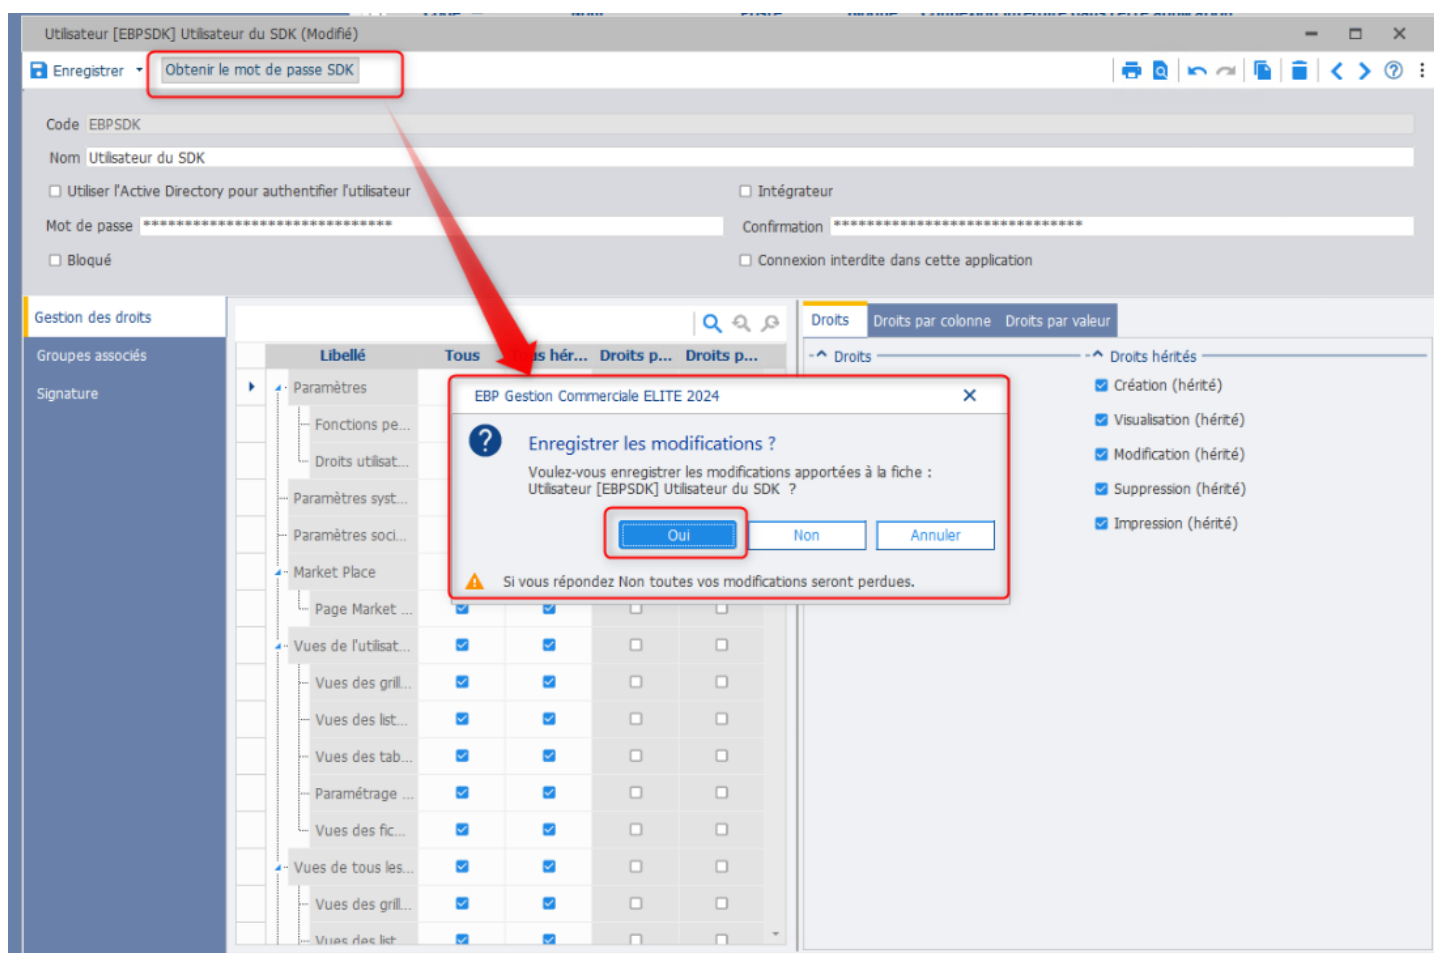 Utilisateur [EBPSDK] Utilisateur du SDK (Modifié)
Enregistrer
Obtenir le mot de passe SDK
Code EBPSDK
Nom Utilisateur du SDK
Utiliser l'Active Directory pour authentifier l'utilisateur
Intégrateur
Mot de passe ******************************
Confirmation ******************************
Bloqué
Connexion interdite dans cette application
Gestion des droits
Groupes associés
Signature
Libellé Tous hér... Droits p... Droits p...
Paramètres
Fonctions pe...
Droits utilisat...
Paramètres syst...
Paramètres soci...
Market Place
Page Market ...
Vues de l'utilisat...
Vues des grill...
Vues des list...
Vues des tab...
Paramétrage ...
Vues des fic...
Vues de tous les...
Vues des grill...
Vues des list
EBP Gestion Commerciale ELITE 2024
Enregistrer les modifications ?
Voulez-vous enregistrer les modifications apportées à la fiche :
Utilisateur [EBPSDK] Utilisateur du SDK ?
Oui Non Annuler
Si vous répondez Non toutes vos modifications seront perdues.
Droits Droits par colonne Droits par valeur
Droits
Droits hérités
Création (hérité)
Visualisation (hérité)
Modification (hérité)
Suppression (hérité)
Impression (hérité)